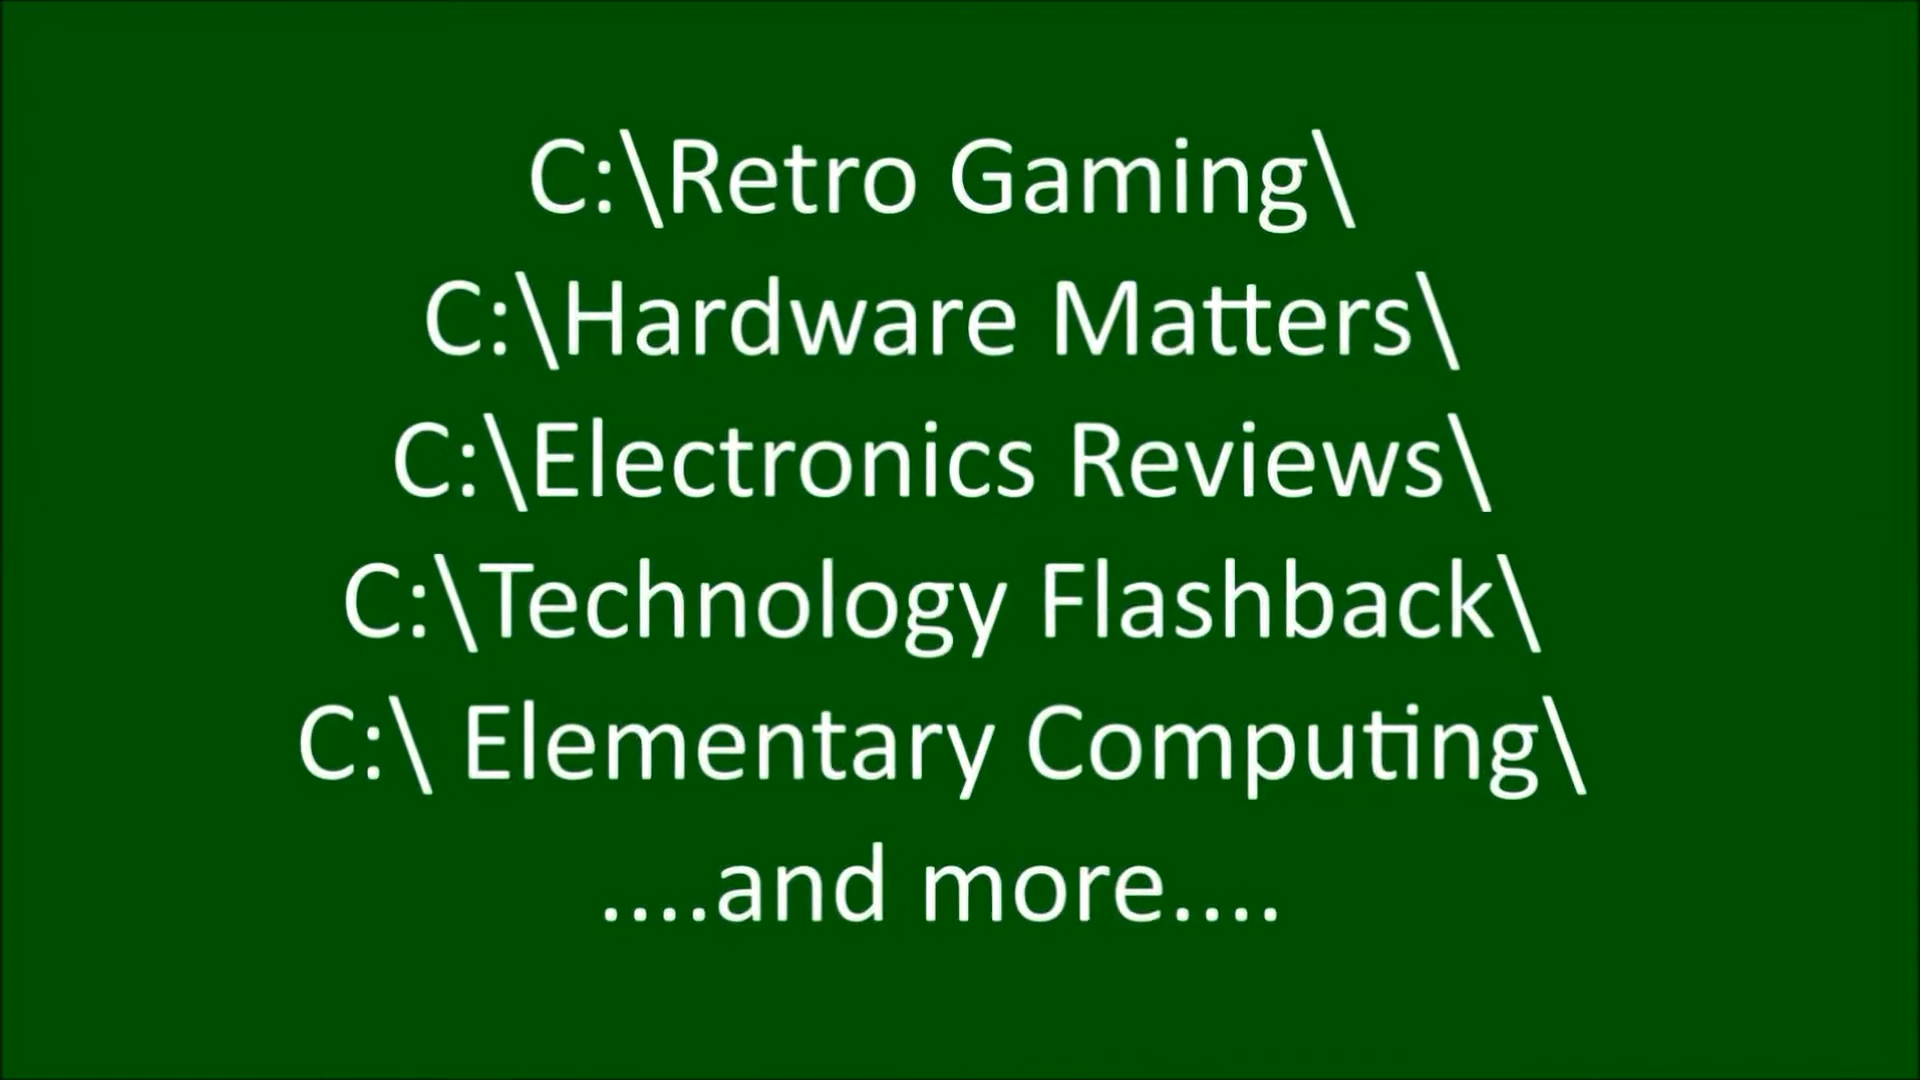 C:\Retro Gaming\
C:\Hardware Matters\
C:\Electronics Reviews\
C:\Technology Flashback\
C:\ Elementary Computing\
....and more....